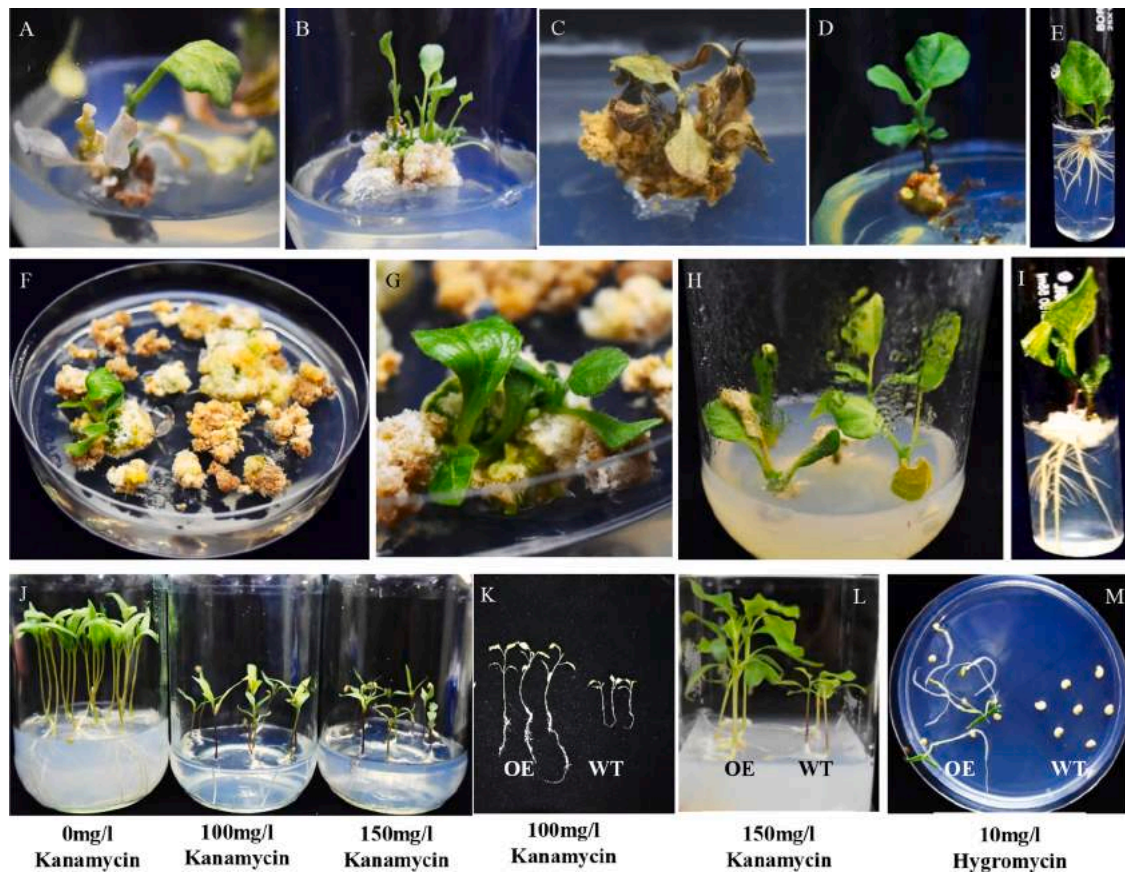 A
B
C
D
E
F
G
H
I
J
K
L
M
OE
WT
OE
WT
OE
WT
0mg/l
Kanamycin
100mg/l
Kanamycin
150mg/l
Kanamycin
100mg/l
Kanamycin
150mg/l
Kanamycin
10mg/l
Hygromycin